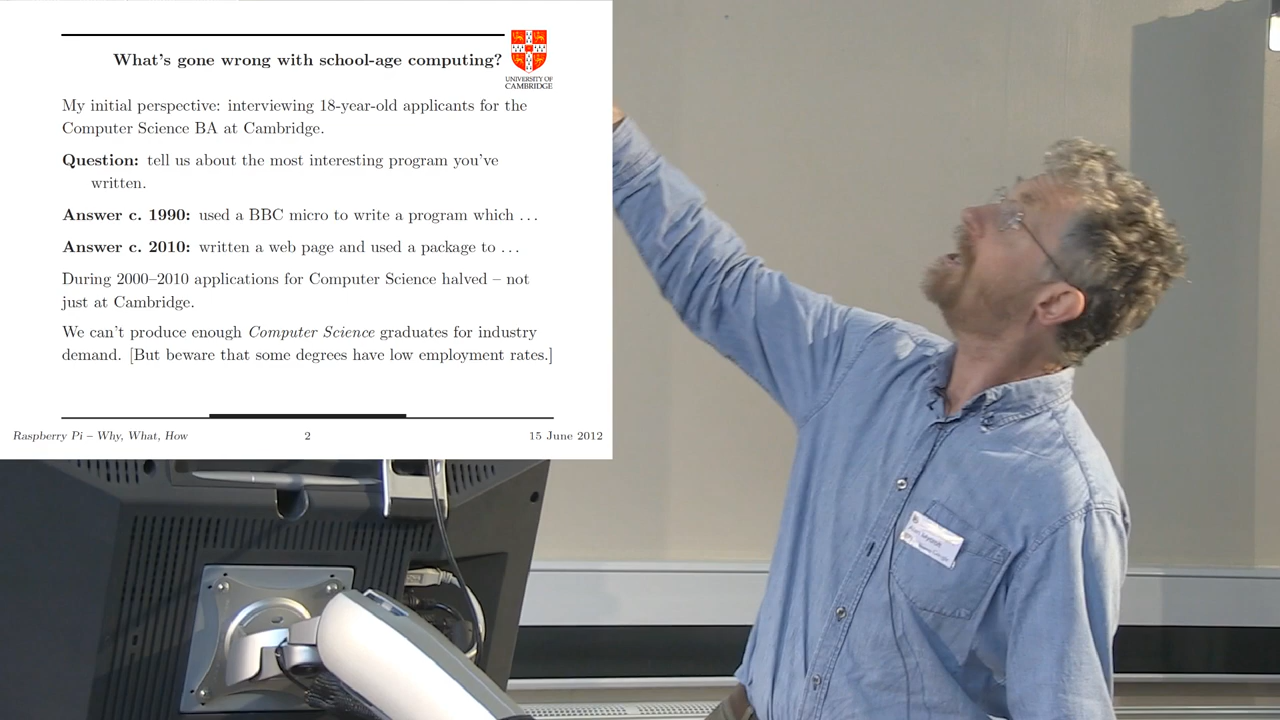 What's gone wrong with school-age computing?
UNIVERSITY OF
CAMBRIDGE
My initial perspective: interviewing 18-year-old applicants for the
Computer Science BA at Cambridge.
Question: tell us about the most interesting program you've
written.
Answer c. 1990: used a BBC micro to write a program which ...
Answer c. 2010: written a web page and used a package to ...
During 2000–2010 applications for Computer Science halved – not
just at Cambridge.
We can't produce enough Computer Science graduates for industry
demand. [But beware that some degrees have low employment rates.]
Raspberry Pi – Why, What, How
2
15 June 2012